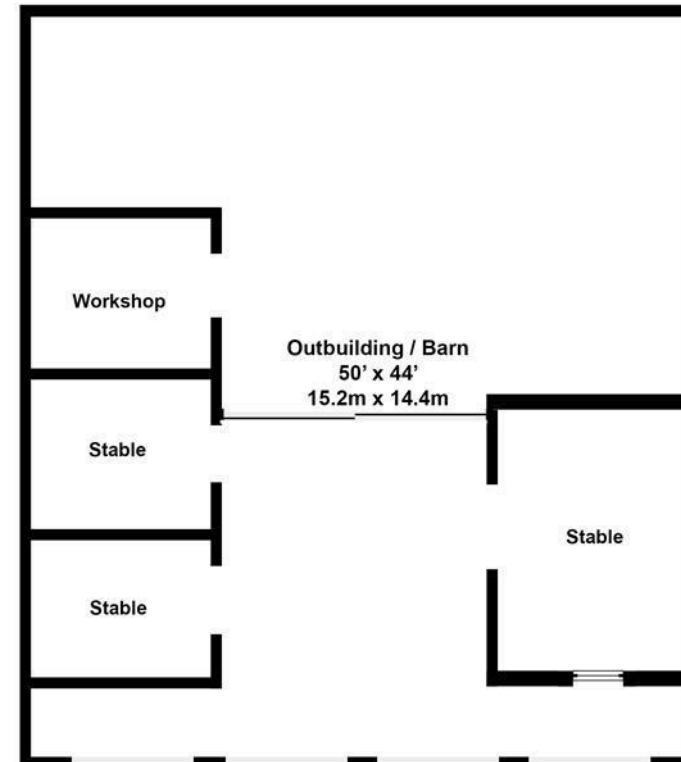 Workshop
Outbuilding / Barn
50’ x 44’
15.2m x 14.4m
Stable
Stable
Stable